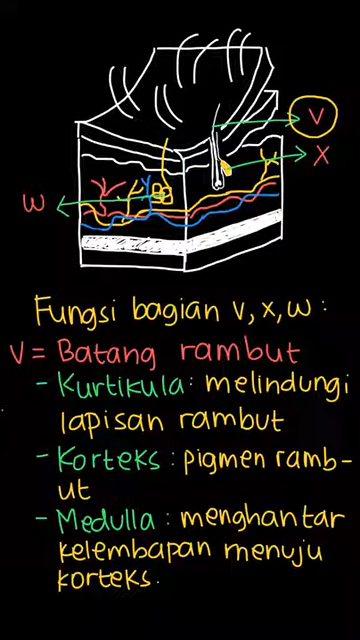 V
X
W
Fungsi bagian V, X, W :
V = Batang rambut
- Kurtikula : melindungi
lapisan rambut
- Korteks : pigmen ramb-
ut
- Medulla : menghantar
kelembapan menuju
korteks.